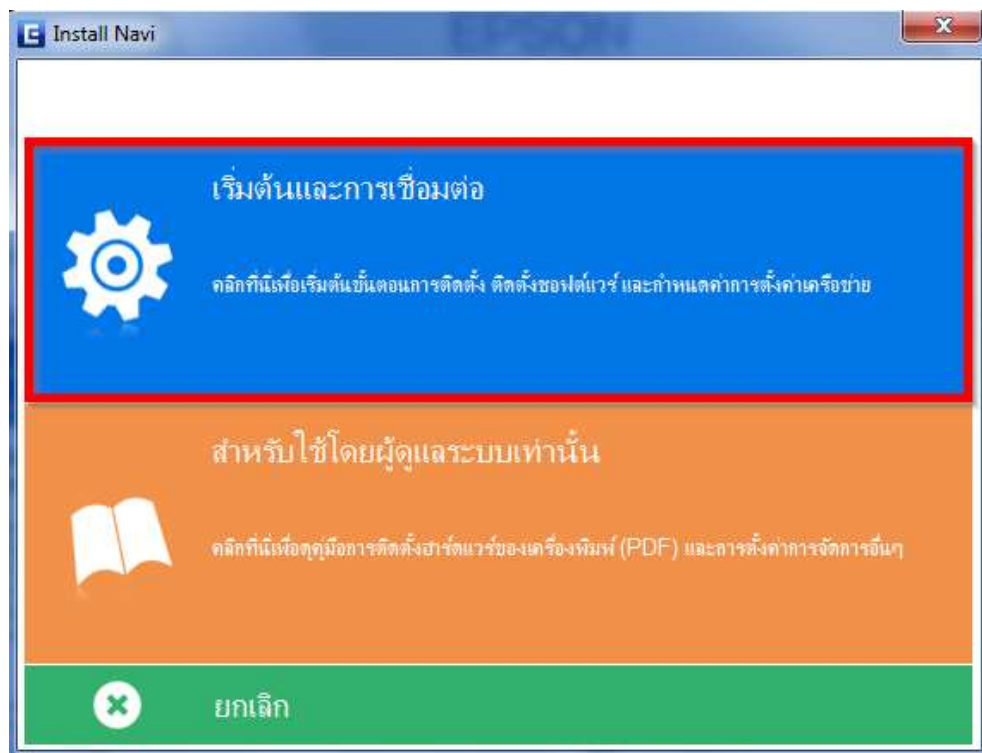 Install Navi
EPSON
เริ่มต้นและการเชื่อมต่อ
คลิกที่นี่เพื่อเริ่มต้นขั้นตอนการติดตั้ง ติดตั้งซอฟต์แวร์ และกำหนดค่าการตั้งค่าเครือข่าย
สำหรับใช้โดยผู้ดูแลระบบเท่านั้น
คลิกที่นี่เพื่อดูคู่มือการติดตั้งฮาร์ดแวร์ของเครื่องพิมพ์ (PDF) และการตั้งค่าการจัดการอื่นๆ
ยกเลิก